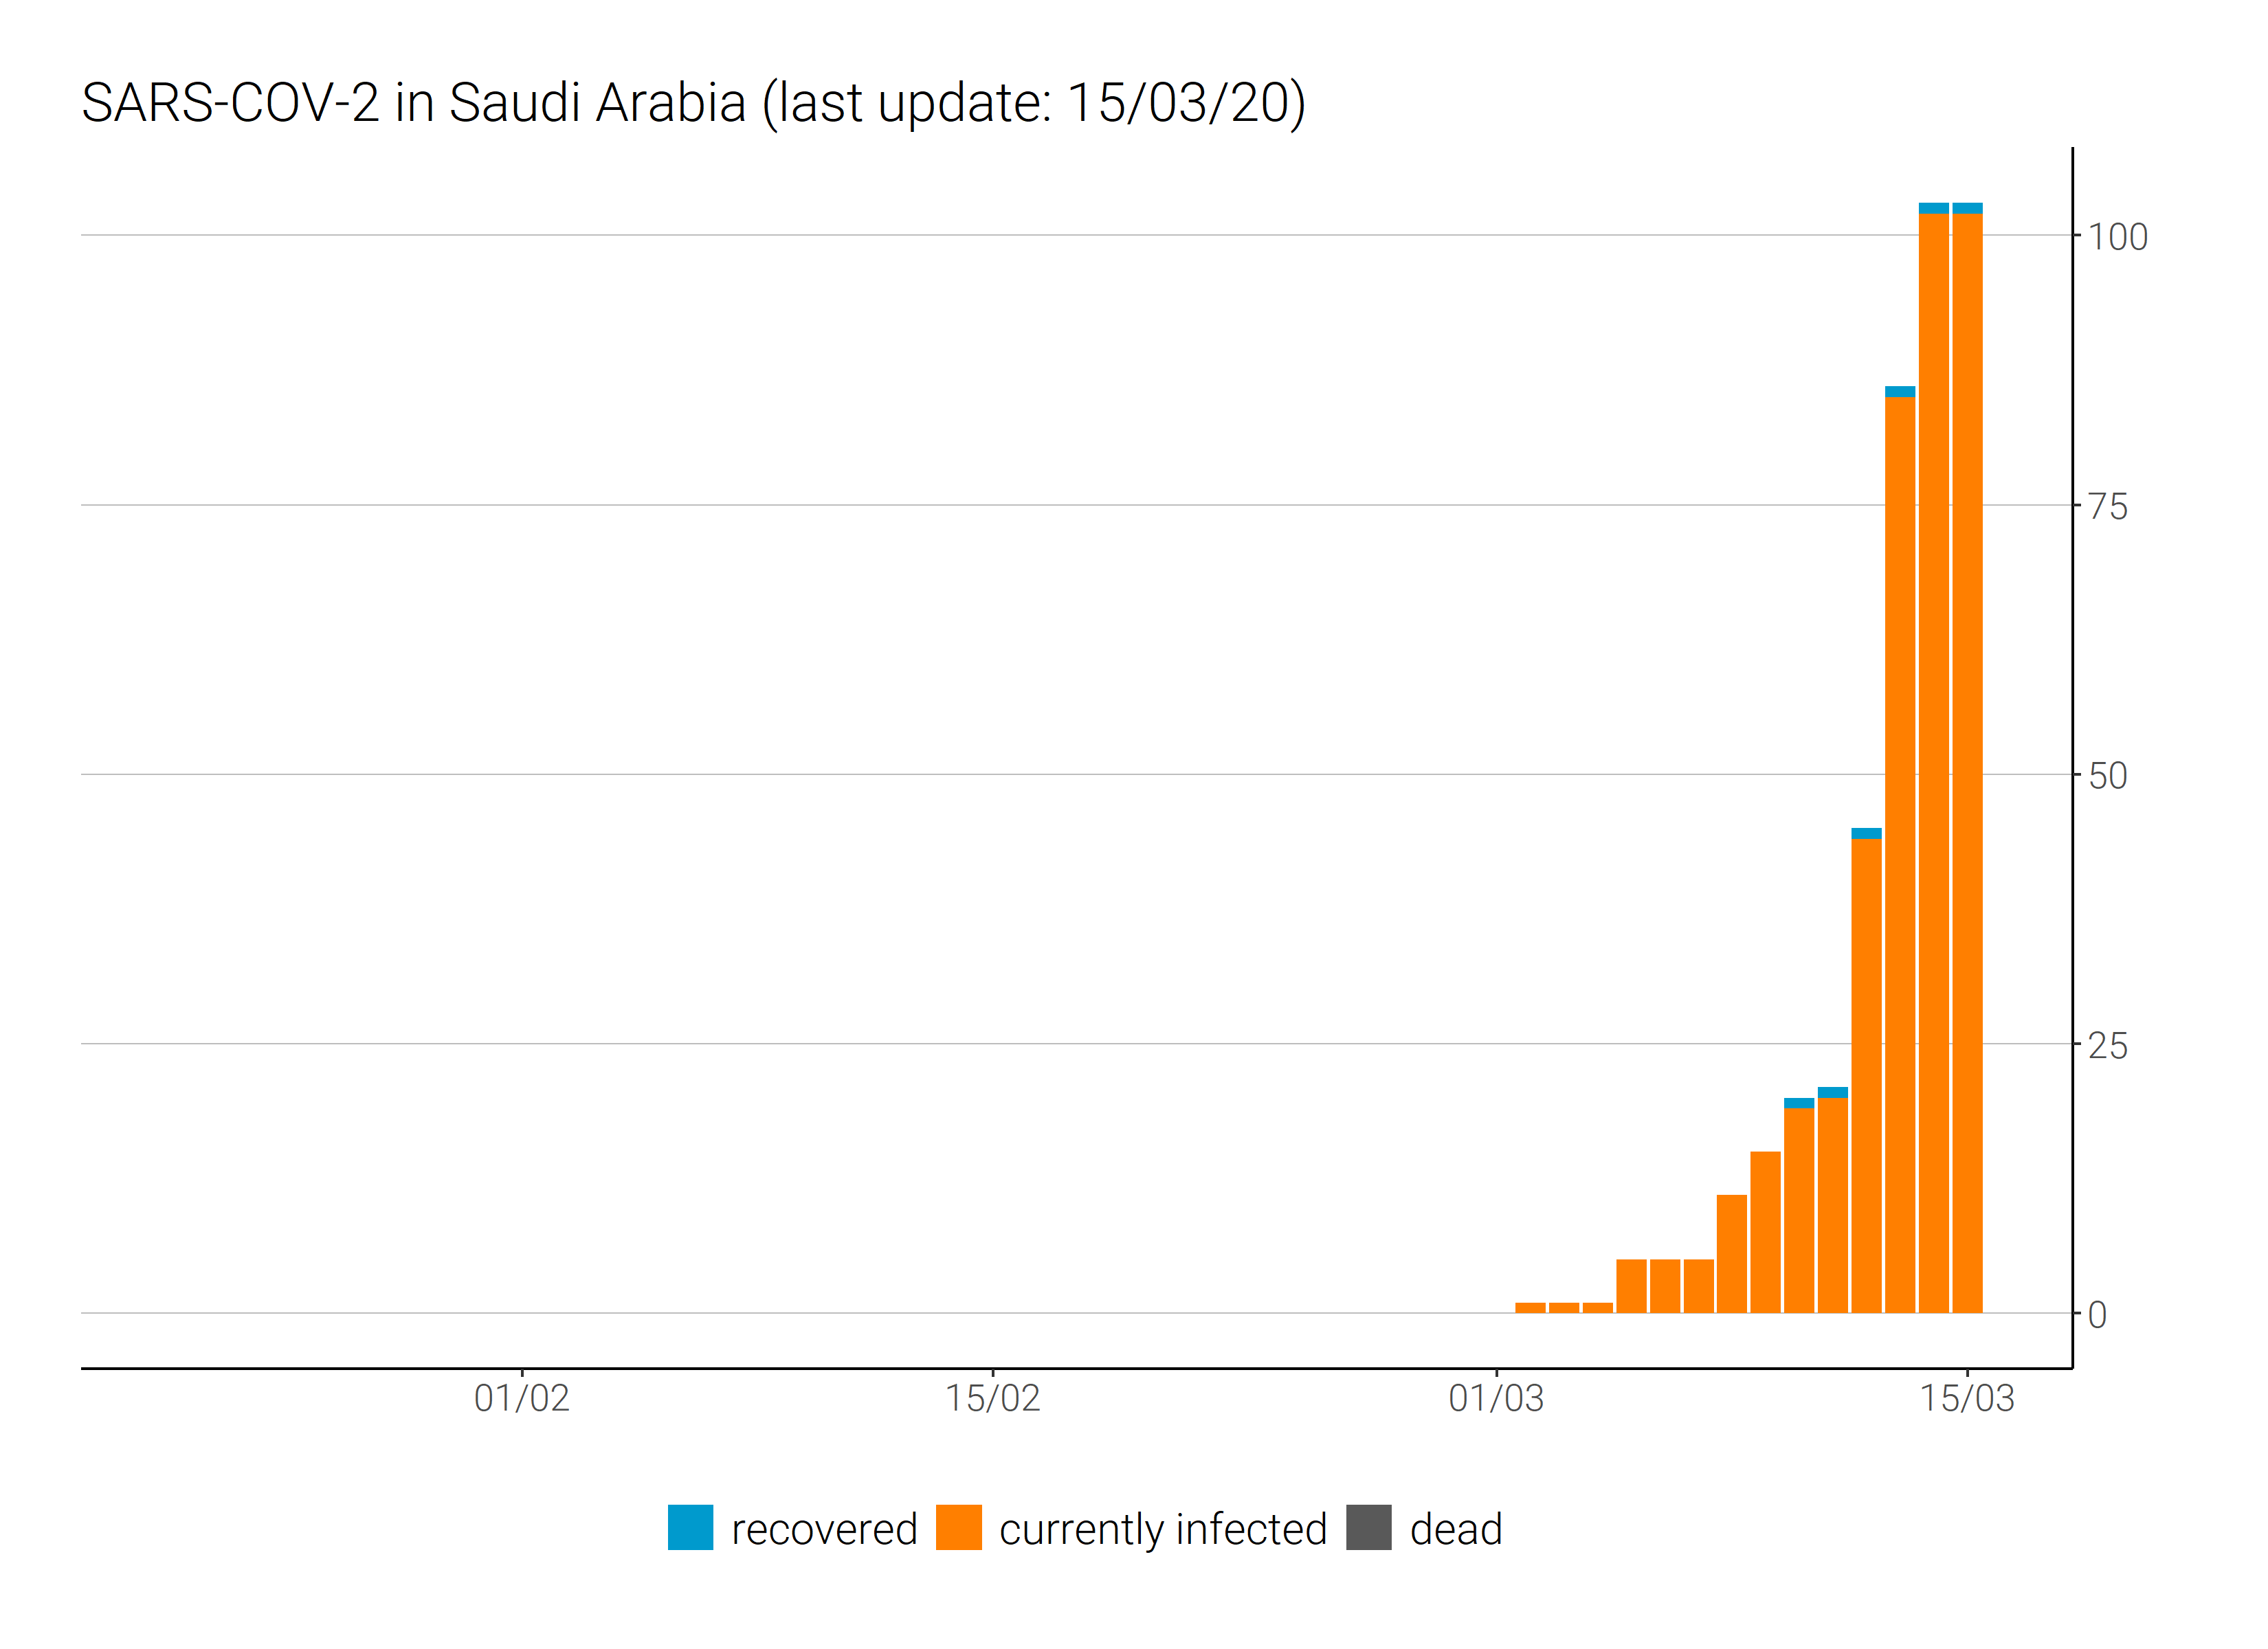 SARS-COV-2 in Saudi Arabia (last update: 15/03/20)
100
75
50
25
0
01/02 15/02 01/03 15/03
recovered currently infected dead